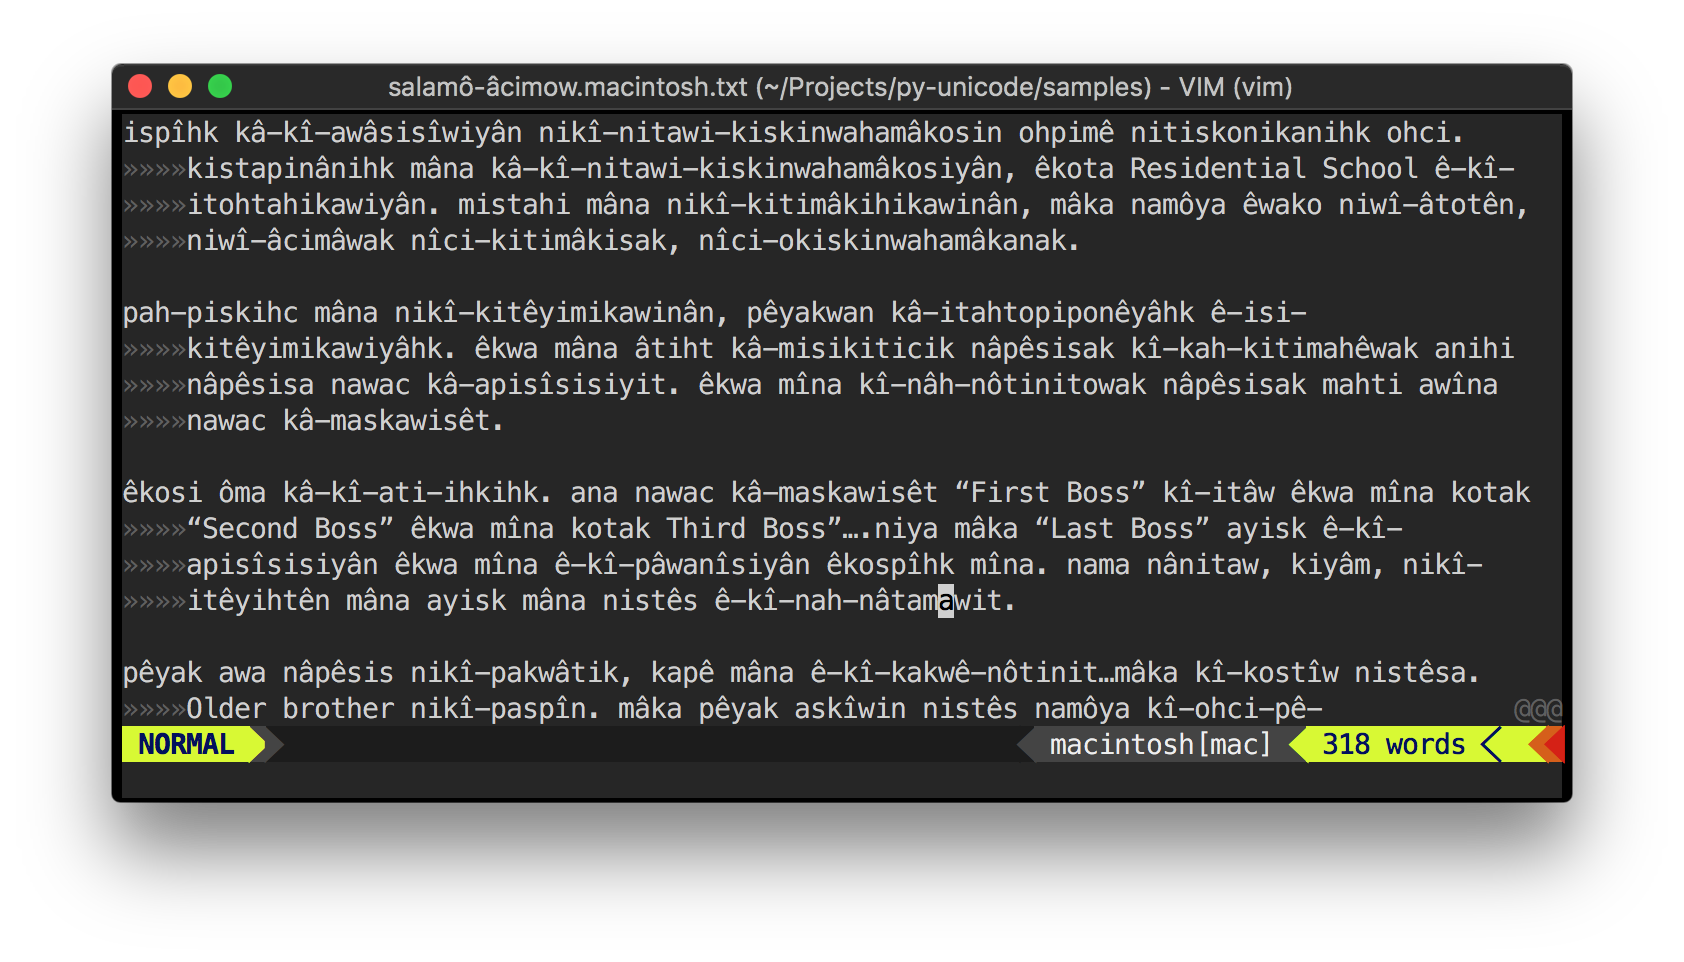 salamô-âcimow.macintosh.txt (~/Projects/py-unicode/samples) - VIM (vim)
ispîhk kâ–kî–awâsisîwiyân nikî–nitawi–kiskinwahamâkosin ohpimê nitiskonikanihk ohci.
»»»»kistapinânihk mâna kâ–kî–nitawi–kiskinwahamâkosiyân, êkota Residential School ê–kî–
»»»»itohtahikawiyân. mistahi mâna nikî–kitimâkihikawinân, mâka namôya êwako niwî–âtotên,
»»»»niwî–âcimâwak nîci–kitimâkisak, nîci–okiskinwahamâkanak.
pah–piskihc mâna nikî–kitêyimikawinân, pêyakwan kâ–itahtopiponêyâhk ê–isi–
»»»»kitêyimikawiyâhk. êkwa mâna âtiht kâ–misikiticik nâpêsisak kî–kah–kitimahêwak anihi
»»»»nâpêsisa nawac kâ–apisîsisiyit. êkwa mîna kî–nâh–nôtinitowak nâpêsisak mahti awîna
»»»»nawac kâ–maskawisêt.
êkosi ôma kâ–kî–ati–ihkihk. ana nawac kâ–maskawisêt “First Boss” kî–itâw êkwa mîna kotak
»»»»“Second Boss” êkwa mîna kotak Third Boss”….niya mâka “Last Boss” ayisk ê–kî–
»»»»apisîsisiyân êkwa mîna ê–kî–pâwanîsiyân êkospîhk mîna. nama nânitaw, kiyâm, nikî–
»»»»itêyihtên mâna ayisk mâna nistês ê–kî–nah–nâtamawit.
pêyak awa nâpêsis nikî–pakwâtik, kapê mâna ê–kî–kakwê–nôtinit…mâka kî–kostîw nistêsa.
»»»»Older brother nikî–paspîn. mâka pêyak askîwin nistês namôya kî–ohci–pê– @@@
NORMAL macintosh[mac] 318 words